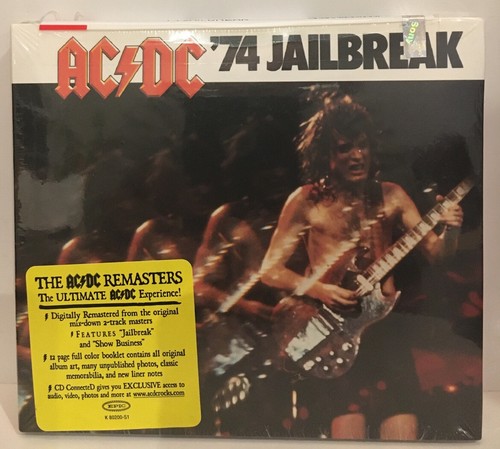 AC/DC '74 JAILBREAK
Sony
THE AC/DC REMASTERS
The ULTIMATE AC/DC Experience!
Digitally Remastered from the original
mix-down 2-track masters
FEATURES "Jailbreak"
and "Show Business"
12 page full color booklet contains all original
album art, many unpublished photos, classic
memorabilia, and new liner notes
CD ConnecteD gives you EXCLUSIVE access to
audio, video, photos and more at www.acdcrocks.com
EPIC